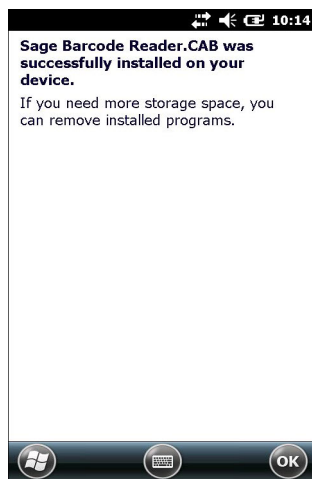 10:14
Sage Barcode Reader.CAB was
successfully installed on your
device.
If you need more storage space, you
can remove installed programs.
OK